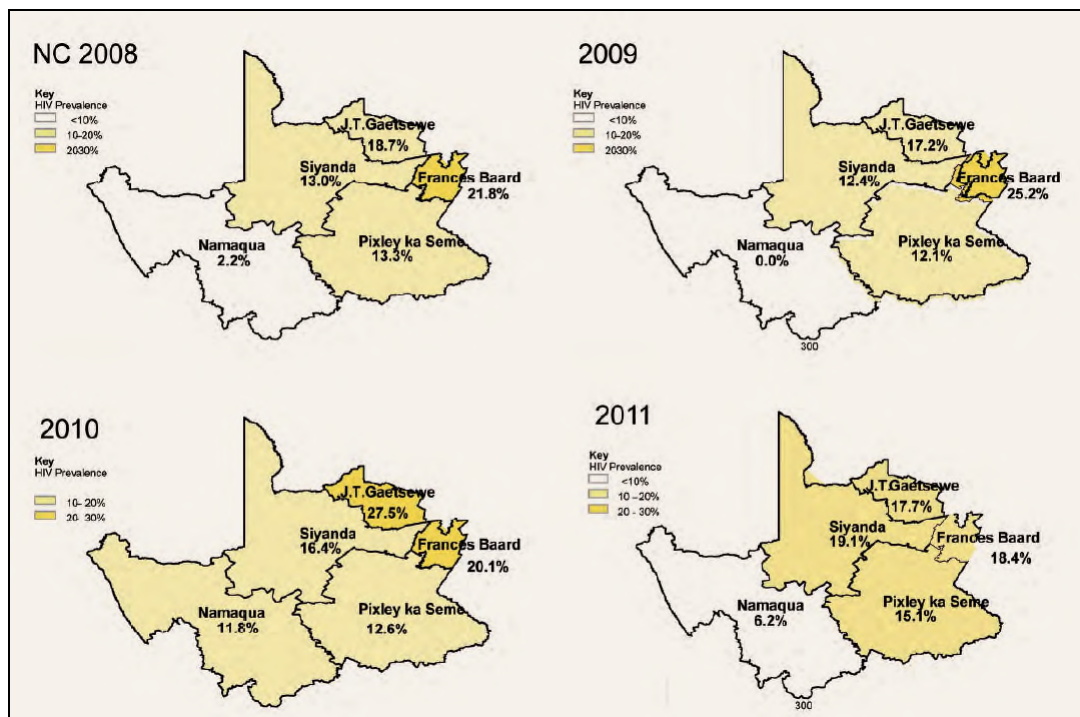 NC 2008
Key
HIV Prevalence
<10%
10-20%
2030%
J.T.Gaetsewe
18.7%
Siyanda
13.0%
Frances Baard
21.8%
Namaqua
2.2%
Pixley ka Seme
13.3%
2009
Key
HIV Prevalence
<10%
10-20%
2030%
J.T.Gaetsewe
17.2%
Siyanda
12.4%
Frances Baard
25.2%
Namaqua
0.0%
Pixley ka Seme
12.1%
300
2010
Key
HIV Prevalence
10-20%
20-30%
J.T.Gaetsewe
27.5%
Siyanda
16.4%
Frances Baard
20.1%
Namaqua
11.8%
Pixley ka Seme
12.6%
2011
Key
HIV Prevalence
<10%
10-20%
20-30%
J.T.Gaetsewe
17.7%
Siyanda
19.1%
Frances Baard
18.4%
Namaqua
6.2%
Pixley ka Seme
15.1%
300